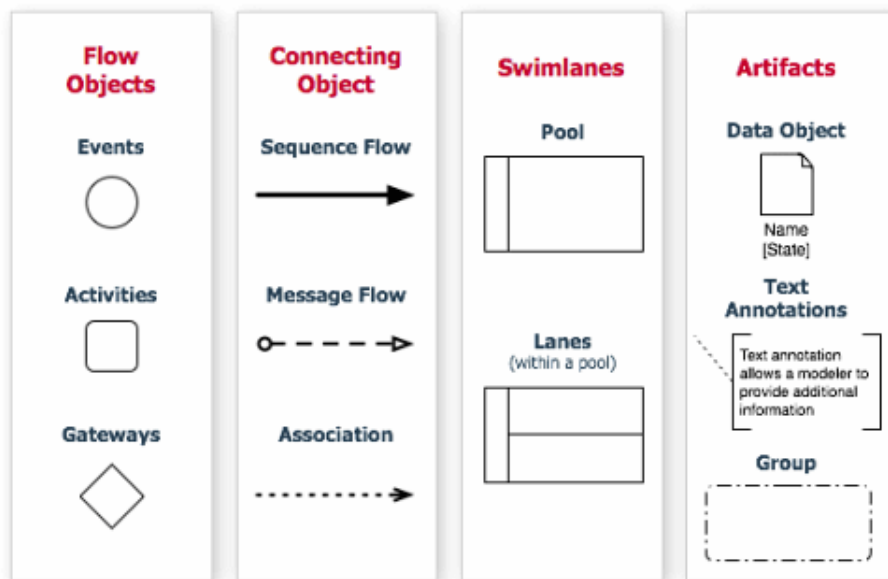 Flow
Objects
Events
Activities
Gateways
Connecting
Object
Sequence Flow
Message Flow
Association
Swimlanes
Pool
Lanes
(within a pool)
Artifacts
Data Object
Name
[State]
Text
Annotations
Text annotation
allows a modeler to
provide additional
information
Group